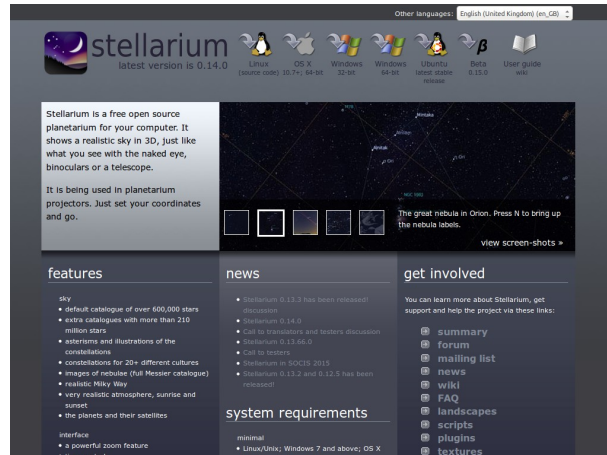 Other languages: English (United Kingdom) (en_GB)
stellarium
latest version is 0.14.0
Linux
(source code)
OS X
10.7+; 64-bit
Windows
32-bit
Windows
64-bit
Ubuntu
latest stable
release
β
Beta
0.15.0
User guide
wiki
Stellarium is a free open source
planetarium for your computer. It
shows a realistic sky in 3D, just like
what you see with the naked eye,
binoculars or a telescope.
It is being used in planetarium
projectors. Just set your coordinates
and go.
Mintaka
Alnitak
The great nebula in Orion. Press N to bring up
the nebula labels.
view screen-shots »
features
sky
• default catalogue of over 600,000 stars
• extra catalogues with more than 210
million stars
• asterisms and illustrations of the
constellations
• constellations for 20+ different cultures
• images of nebulae (full Messier catalogue)
• realistic Milky Way
• very realistic atmosphere, sunrise and
sunset
• the planets and their satellites
interface
• a powerful zoom feature
news
• Stellarium 0.13.3 has been released!
discussion
• Stellarium 0.14.0
• Call to translators and testers discussion
• Stellarium 0.13.66.0
• Call to testers
• Stellarium in SOCIS 2015
• Stellarium 0.13.2 and 0.12.5 has been
released!
system requirements
minimal
• Linux/Unix; Windows 7 and above; OS X
get involved
You can learn more about Stellarium, get
support and help the project via these links:
summary
forum
mailing list
news
wiki
FAQ
landscapes
scripts
plugins
textures